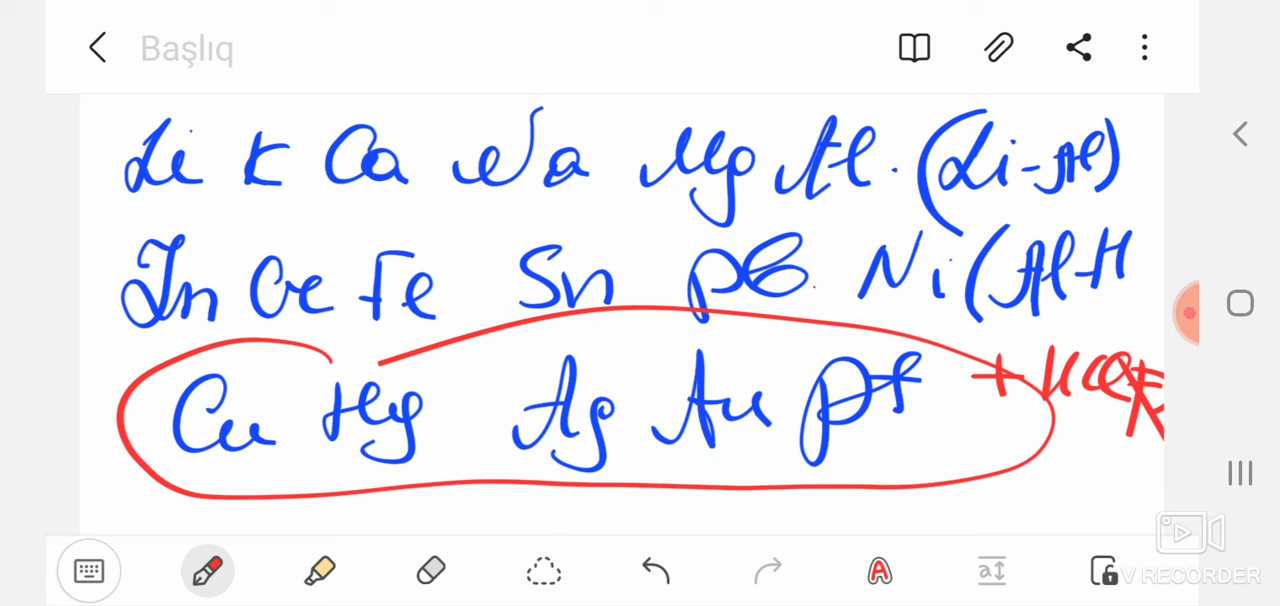 Başlıq
Li K Ca Na Mg Al. (Li-Al)
Zn Cr Fe Sn Pb. Ni (Al-H
Cu Hg Ag Au Pt
V RECORDER